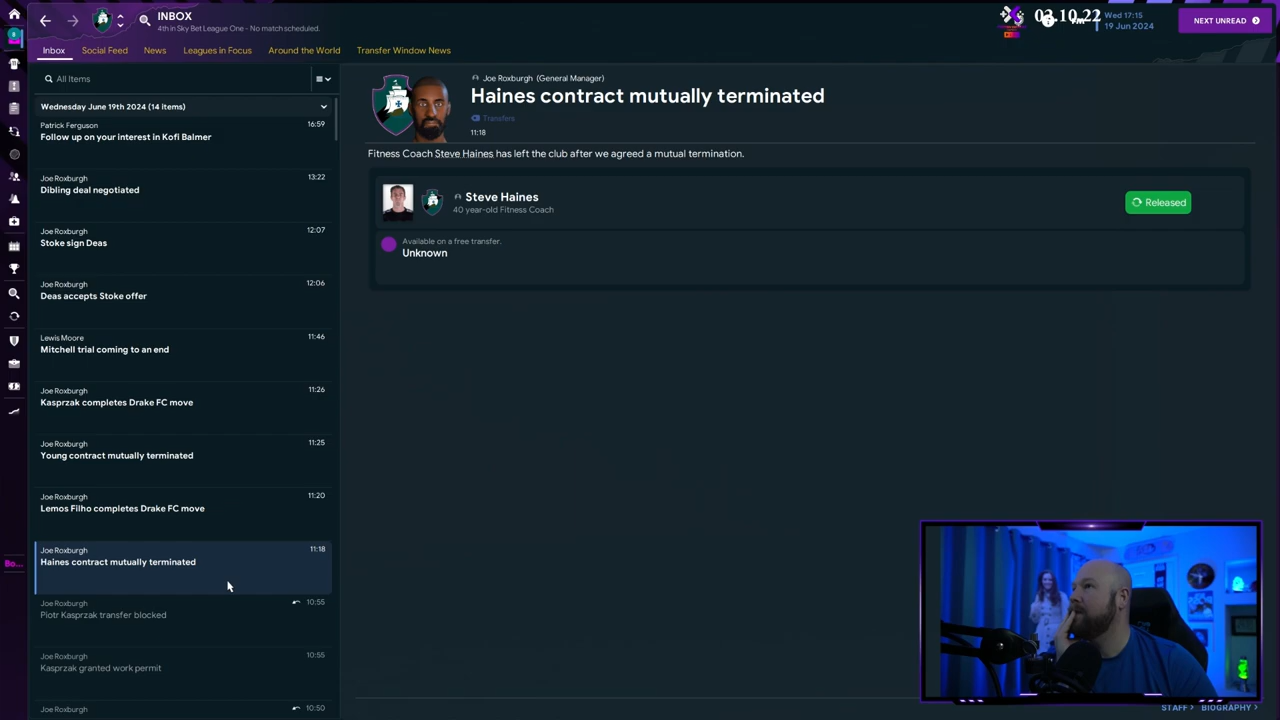 INBOX
4th in Sky Bet League One - No match scheduled.
03.10.22
Wed 17:15
19 Jun 2024
NEXT UNREAD
Inbox
Social Feed
News
Leagues in Focus
Around the World
Transfer Window News
All Items
Wednesday June 19th 2024 (14 items)
Patrick Ferguson
16:59
Follow up on your interest in Kofi Balmer
Joe Roxburgh
13:22
Dibling deal negotiated
Joe Roxburgh
12:07
Stoke sign Deas
Joe Roxburgh
12:06
Deas accepts Stoke offer
Lewis Moore
11:46
Mitchell trial coming to an end
Joe Roxburgh
11:26
Kasprzak completes Drake FC move
Joe Roxburgh
11:25
Young contract mutually terminated
Joe Roxburgh
11:20
Lemos Filho completes Drake FC move
Joe Roxburgh
11:18
Haines contract mutually terminated
Joe Roxburgh
10:55
Piotr Kasprzak transfer blocked
Joe Roxburgh
10:55
Kasprzak granted work permit
Joe Roxburgh
10:50
Bo...
Joe Roxburgh (General Manager)
Haines contract mutually terminated
Transfers
11:18
Fitness Coach Steve Haines has left the club after we agreed a mutual termination.
Steve Haines
40 year-old Fitness Coach
Released
Available on a free transfer.
Unknown
STAFF
BIOGRAPHY